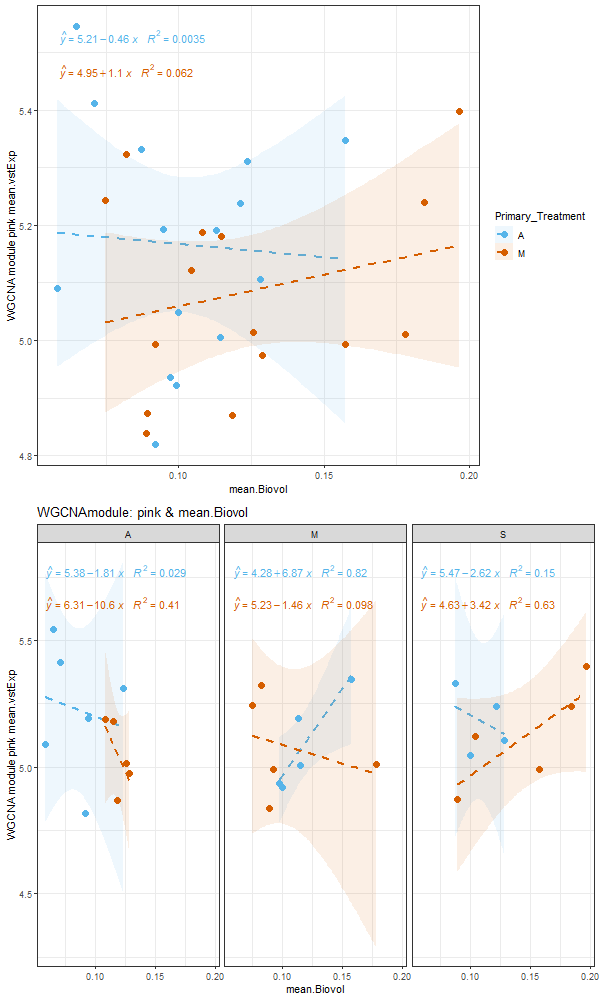 ŷ = 5.21 − 0.46 x   R² = 0.0035
ŷ = 4.95 + 1.1 x   R² = 0.062
5.4
5.2
5.0
4.8
WGCNA module pink mean.vstExp
0.10
0.15
0.20
mean.Biovol
Primary_Treatment
A
M
WGCNAmodule: pink & mean.Biovol
A
M
S
ŷ = 5.38 − 1.81 x   R² = 0.029
ŷ = 6.31 − 10.6 x   R² = 0.41
ŷ = 4.28 + 6.87 x   R² = 0.82
ŷ = 5.23 − 1.46 x   R² = 0.098
ŷ = 5.47 − 2.62 x   R² = 0.15
ŷ = 4.63 + 3.42 x   R² = 0.63
5.5
5.0
4.5
WGCNA module pink mean.vstExp
0.10
0.15
0.20
0.10
0.15
0.20
0.10
0.15
0.20
mean.Biovol